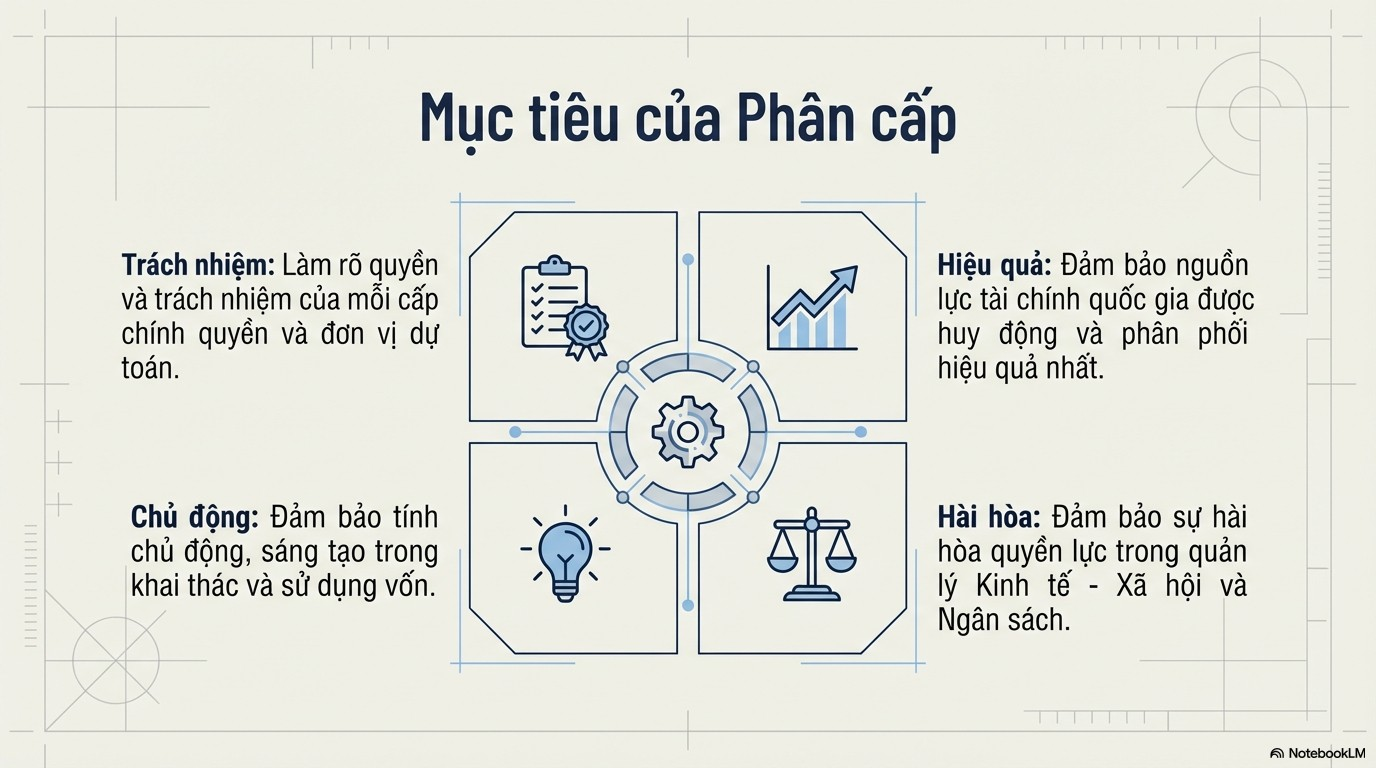 Mục tiêu của Phân cấp
Trách nhiệm: Làm rõ quyền
và trách nhiệm của mỗi cấp
chính quyền và đơn vị dự
toán.
Hiệu quả: Đảm bảo nguồn
lực tài chính quốc gia được
huy động và phân phối
hiệu quả nhất.
Chủ động: Đảm bảo tính
chủ động, sáng tạo trong
khai thác và sử dụng vốn.
Hài hòa: Đảm bảo sự hài
hòa quyền lực trong quản
lý Kinh tế - Xã hội và
Ngân sách.
NotebookLM